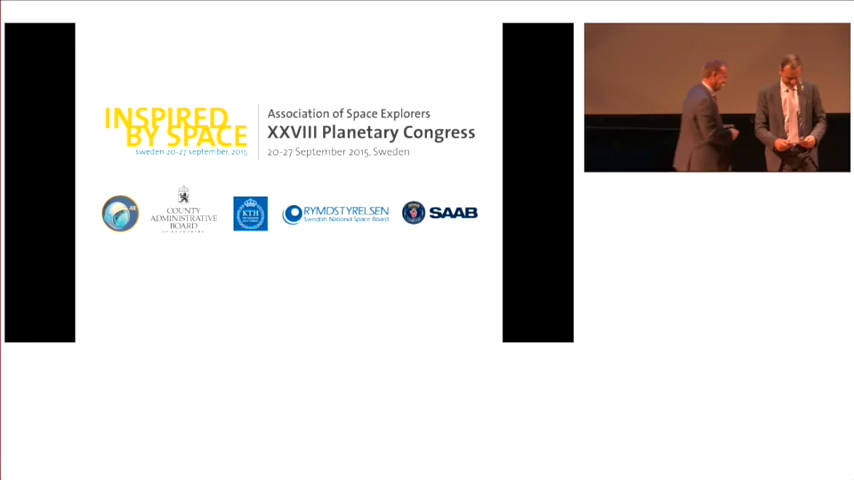 INSPIRED
BY SPACE
sweden 20-27 september, 2015
Association of Space Explorers
XXVIII Planetary Congress
20-27 September 2015, Sweden
COUNTY
ADMINISTRATIVE
BOARD
KTH
RYMDSTYRELSEN
Swedish National Space Board
SAAB